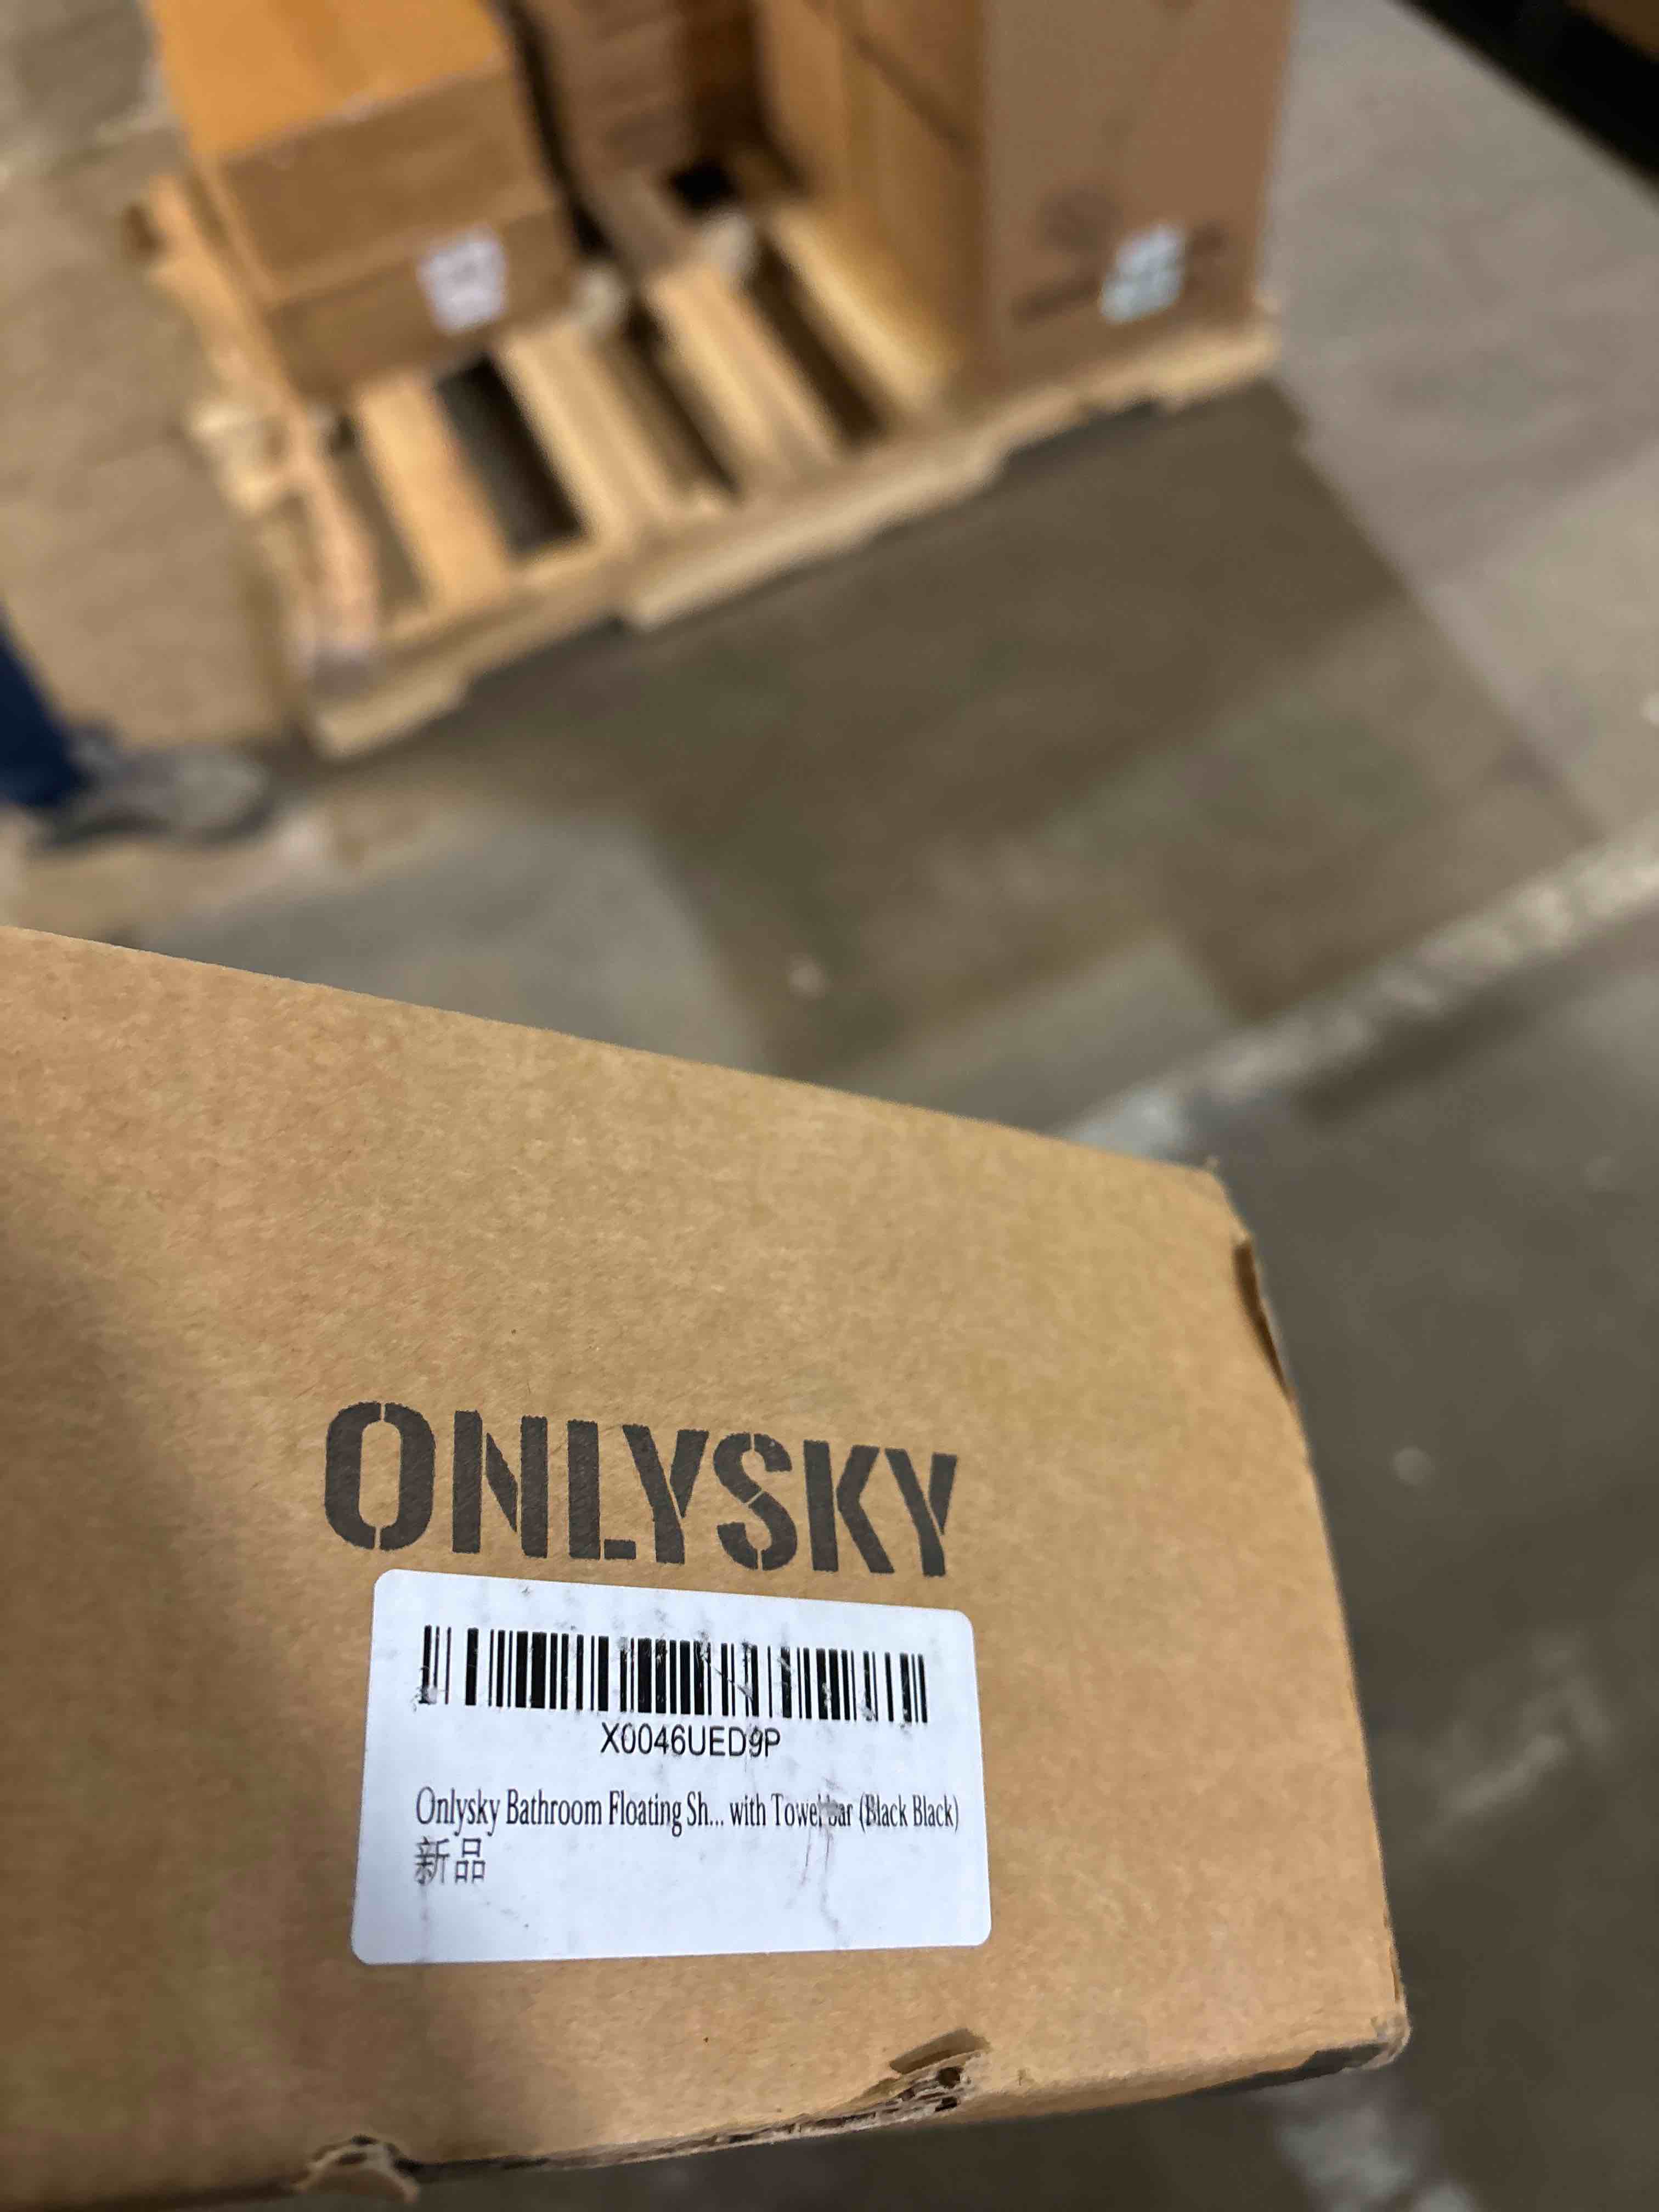 ONLYSKY
X0046UED9P
Onlysky Bathroom Floating Sh... with Towel bar (Black Black)
新品